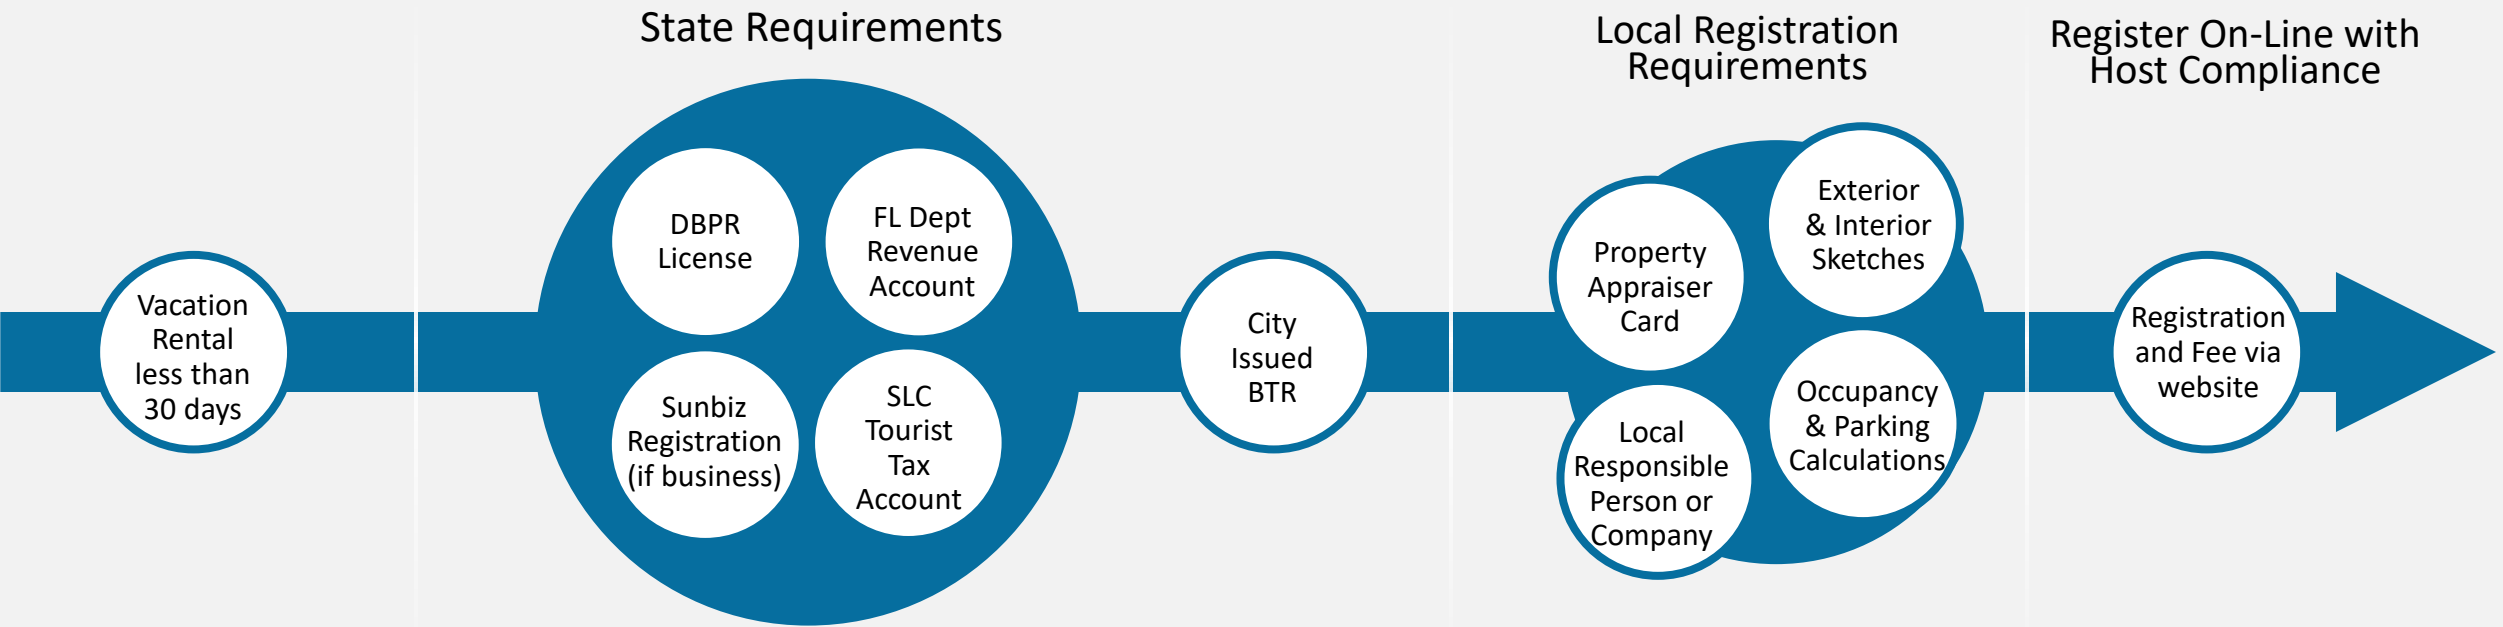 State Requirements
Local Registration
Requirements
Register On-Line with
Host Compliance
Vacation
Rental
less than
30 days
DBPR
License
FL Dept
Revenue
Account
Sunbiz
Registration
(if business)
SLC
Tourist
Tax
Account
City
Issued
BTR
Property
Appraiser
Card
Exterior
& Interior
Sketches
Local
Responsible
Person or
Company
Occupancy
& Parking
Calculations
Registration
and Fee via
website